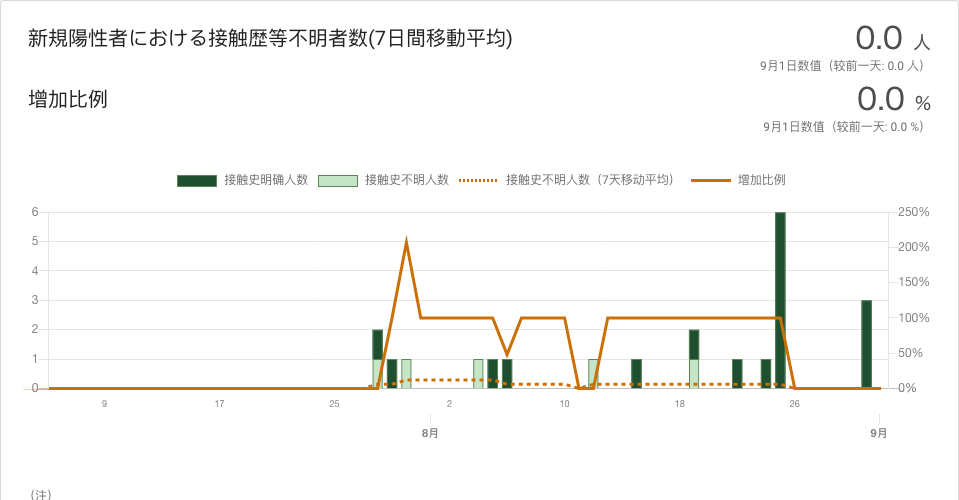 新規陽性者における接触歴等不明者数(7日間移動平均)
0.0 人
9月1日数值（较前一天: 0.0 人）
增加比例
0.0 %
9月1日数值（较前一天: 0.0 %）
接触史明确人数 接触史不明人数 接触史不明人数（7天移动平均） 增加比例
6 250%
5 200%
4 150%
3 100%
2 50%
1 0%
0
9 17 25 2 10 18 26
8月 9月
（注）